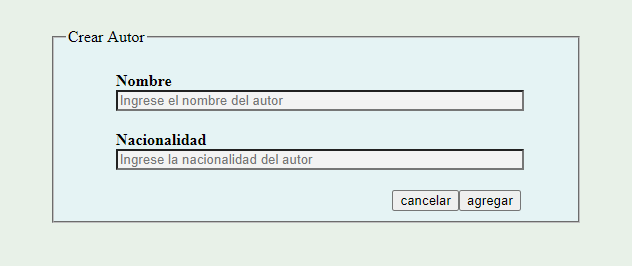 Crear Autor
Nombre
Ingrese el nombre del autor
Nacionalidad
Ingrese la nacionalidad del autor
cancelar agregar